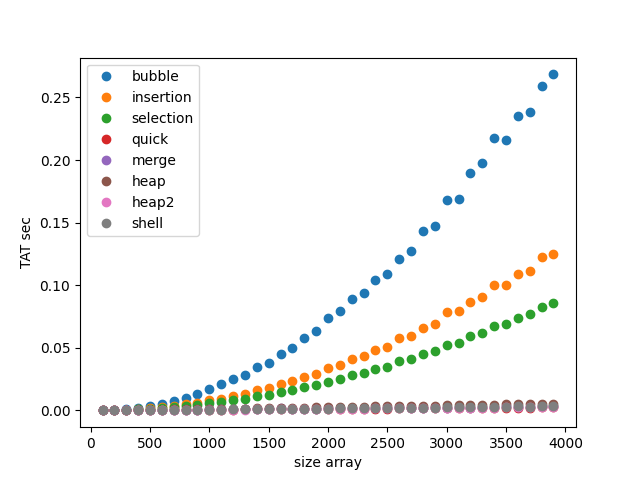 bubble
insertion
selection
quick
merge
heap
heap2
shell
TAT sec
0.25
0.20
0.15
0.10
0.05
0.00
0 500 1000 1500 2000 2500 3000 3500 4000
size array